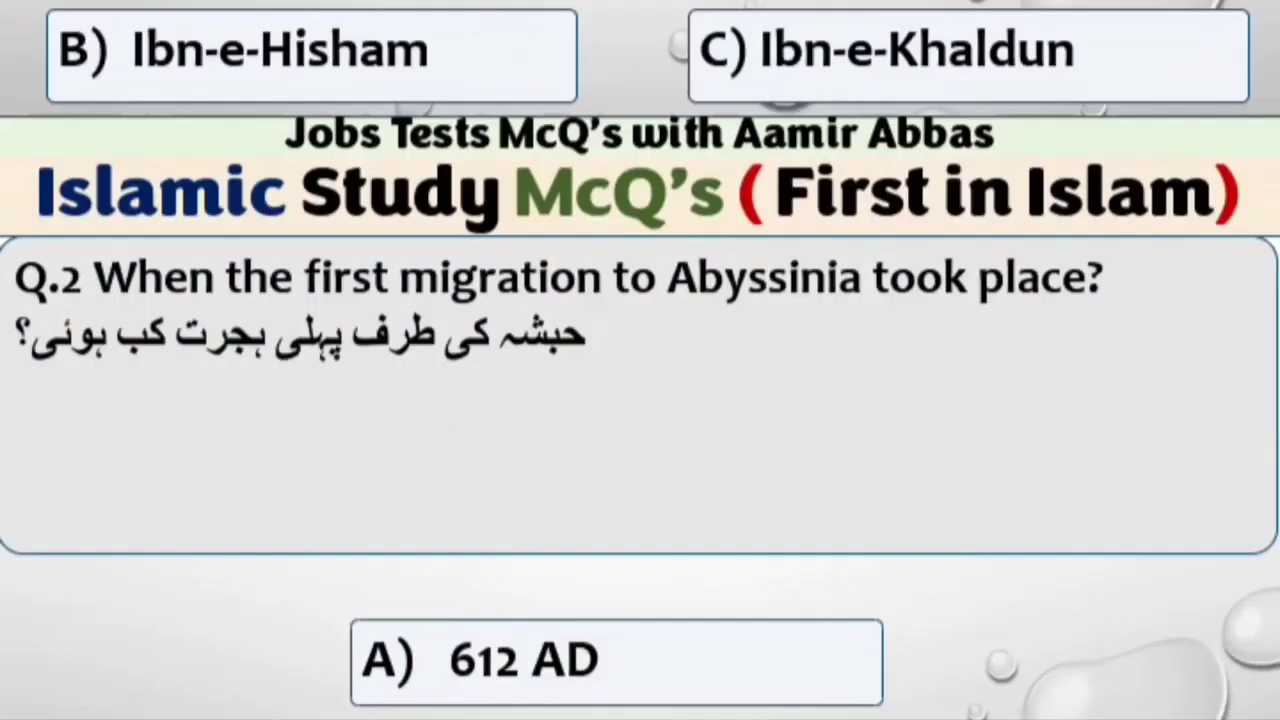 B) Ibn-e-Hisham
C) Ibn-e-Khaldun
Jobs Tests McQ's with Aamir Abbas
Islamic Study McQ's ( First in Islam)
Q.2 When the first migration to Abyssinia took place?
حبشہ کی طرف پہلی ہجرت کب ہوئی؟
A) 612 AD